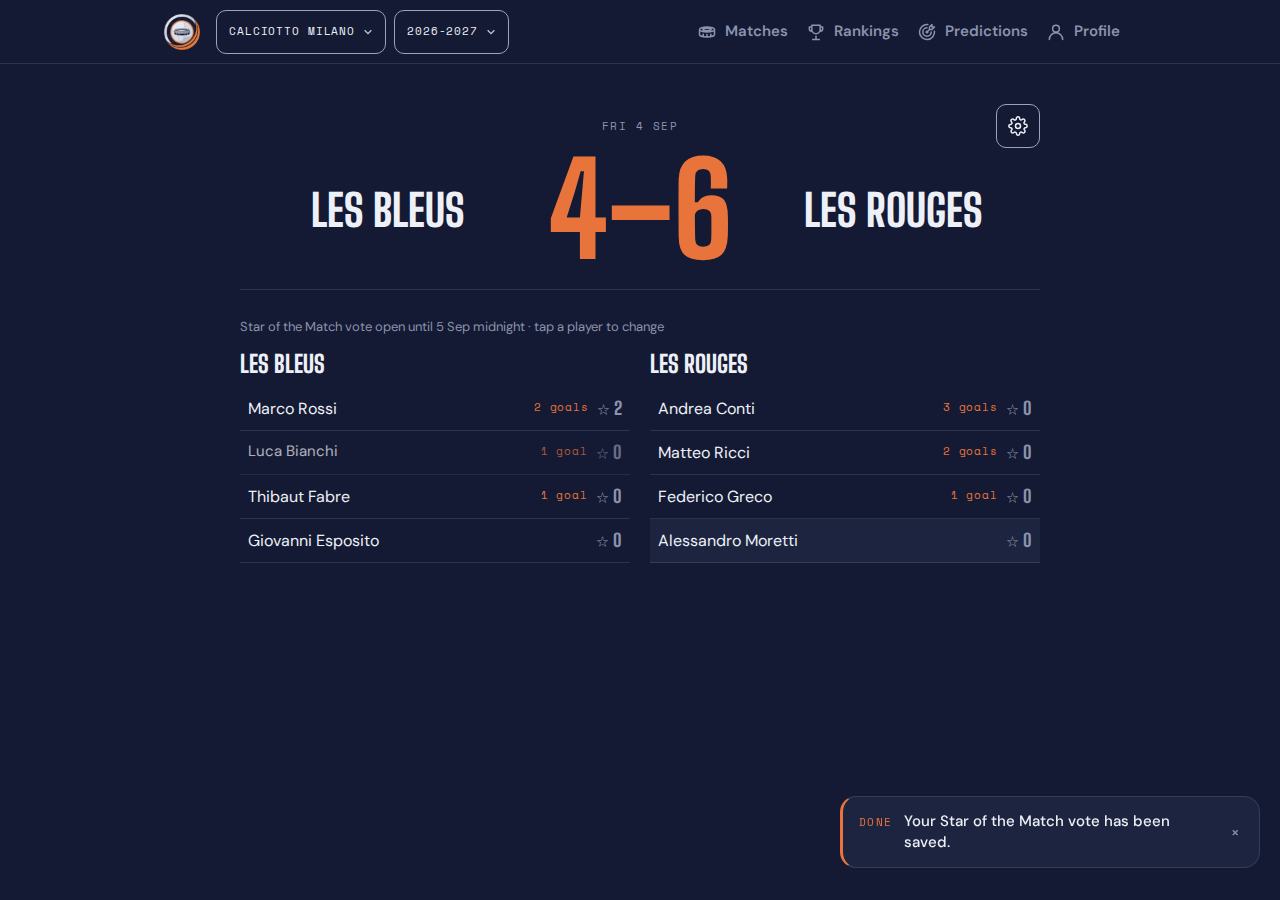 CALCIOTTO MILANO
2026-2027
Matches
Rankings
Predictions
Profile
FRI 4 SEP
LES BLEUS
4–6
LES ROUGES
Star of the Match vote open until 5 Sep midnight · tap a player to change
LES BLEUS
Marco Rossi 2 goals ☆ 2
Luca Bianchi 1 goal ☆ 0
Thibaut Fabre 1 goal ☆ 0
Giovanni Esposito ☆ 0
LES ROUGES
Andrea Conti 3 goals ☆ 0
Matteo Ricci 2 goals ☆ 0
Federico Greco 1 goal ☆ 0
Alessandro Moretti ☆ 0
DONE
Your Star of the Match vote has been
saved.
×